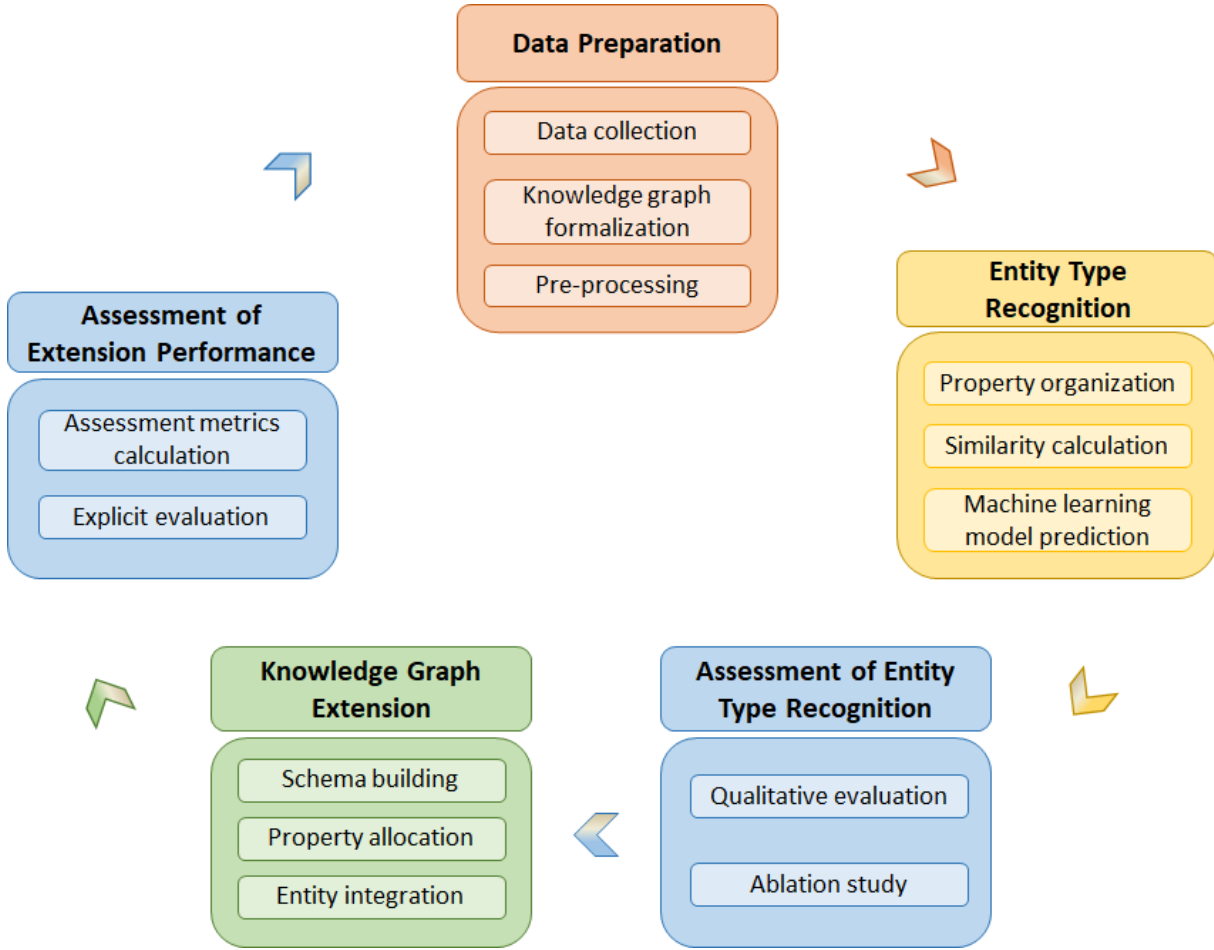 Data Preparation
Data collection
Knowledge graph
formalization
Pre-processing
Entity Type
Recognition
Property organization
Similarity calculation
Machine learning
model prediction
Assessment of Entity
Type Recognition
Qualitative evaluation
Ablation study
Knowledge Graph
Extension
Schema building
Property allocation
Entity integration
Assessment of
Extension Performance
Assessment metrics
calculation
Explicit evaluation